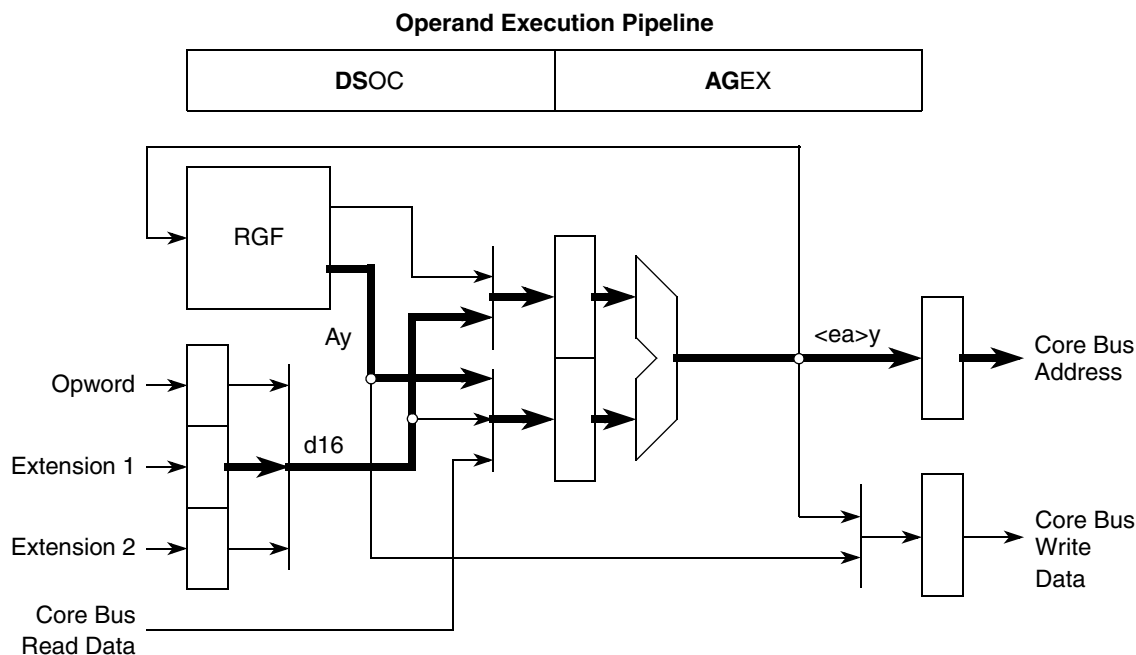 Operand Execution Pipeline
DSOC
AGEX
RGF
Ay
<ea>y
Core Bus
Address
Opword
d16
Extension 1
Extension 2
Core Bus
Write
Data
Core Bus
Read Data